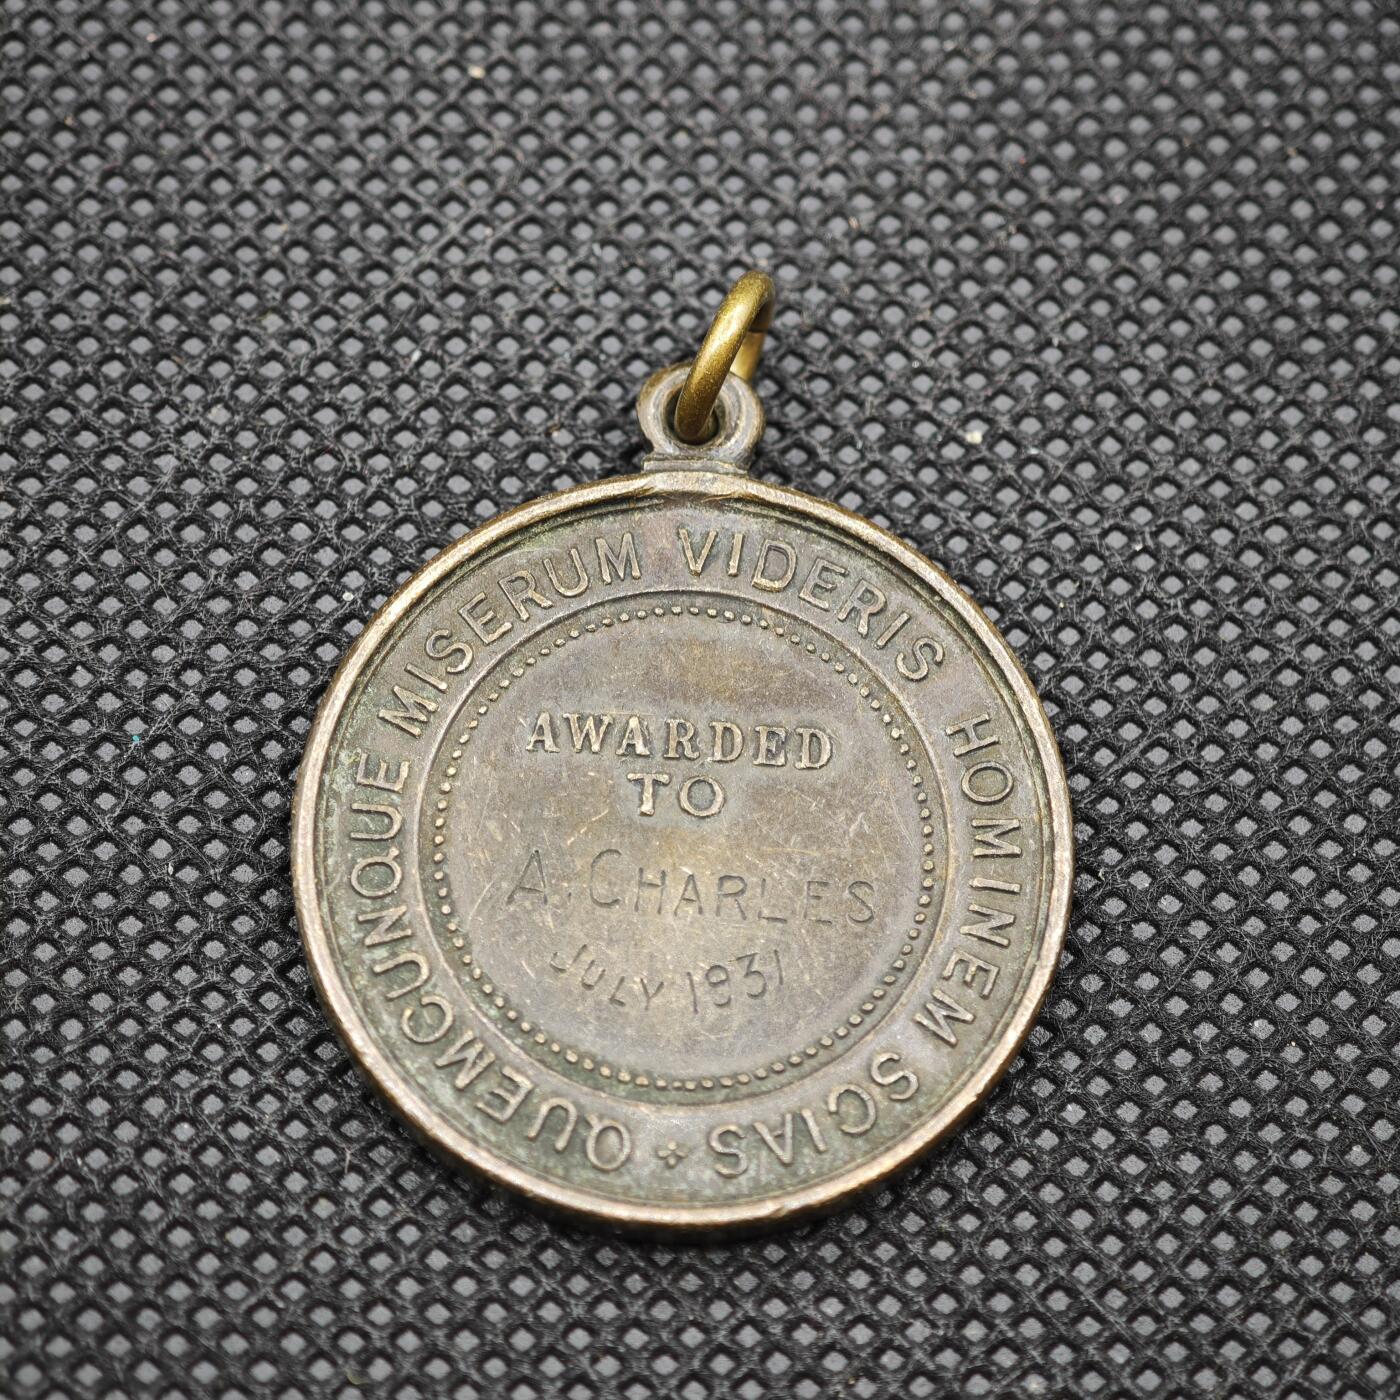 QUEMCUNQUE MISERUM VIDERIS HOMINEM SCIAS
AWARDED
TO
A. CHARLES
JULY 1931